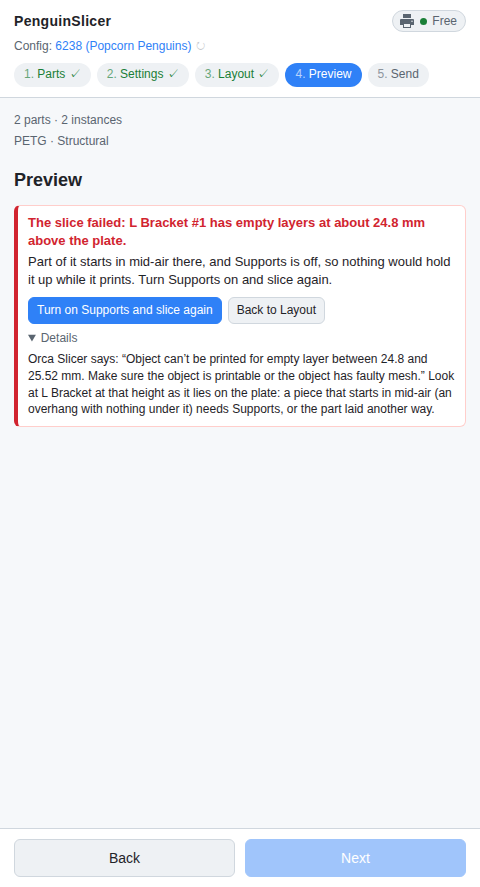 PenguinSlicer
Free
Config: 6238 (Popcorn Penguins)
1. Parts ✓
2. Settings ✓
3. Layout ✓
4. Preview
5. Send
2 parts · 2 instances
PETG · Structural
Preview
The slice failed: L Bracket #1 has empty layers at about 24.8 mm
above the plate.
Part of it starts in mid-air there, and Supports is off, so nothing would hold
it up while it prints. Turn Supports on and slice again.
Turn on Supports and slice again
Back to Layout
▼ Details
Orca Slicer says: “Object can’t be printed for empty layer between 24.8 and
25.52 mm. Make sure the object is printable or the object has faulty mesh.” Look
at L Bracket at that height as it lies on the plate: a piece that starts in mid-air (an
overhang with nothing under it) needs Supports, or the part laid another way.
Back
Next